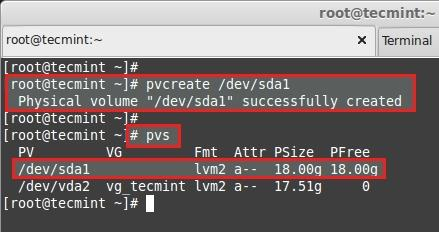 root@tecmint:~
root@tecmint:~ × Terminal
[root@tecmint ~]#
[root@tecmint ~]# pvcreate /dev/sda1
  Physical volume "/dev/sda1" successfully created
[root@tecmint ~]#
[root@tecmint ~]# pvs
  PV         VG         Fmt  Attr PSize  PFree
  /dev/sda1             lvm2 a--  18.00g 18.00g
  /dev/vda2  vg_tecmint lvm2 a--  17.51g     0
[root@tecmint ~]#